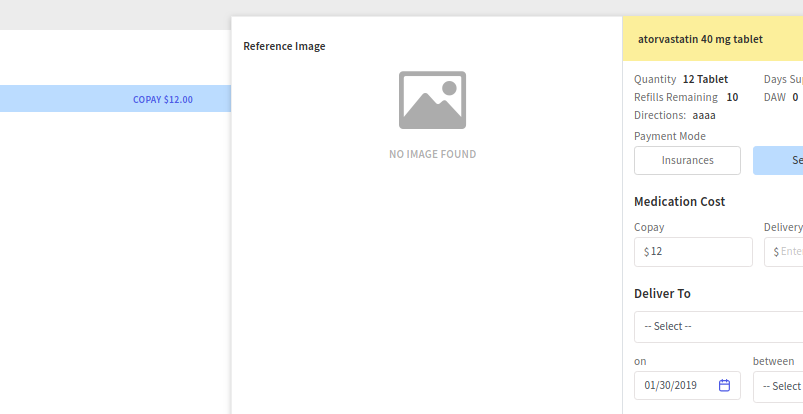 COPAY $12.00
Reference Image
NO IMAGE FOUND
atorvastatin 40 mg tablet
Quantity 12 Tablet Days Su
Refills Remaining 10 DAW 0
Directions: aaaa
Payment Mode
Insurances Se
Medication Cost
Copay Delivery
$ 12 $ Enter
Deliver To
-- Select --
on between
01/30/2019 -- Select